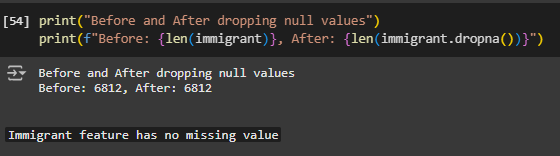 [54] print("Before and After dropping null values")
print(f"Before: {len(immigrant)}, After: {len(immigrant.dropna())}")
Before and After dropping null values
Before: 6812, After: 6812
Immigrant feature has no missing value